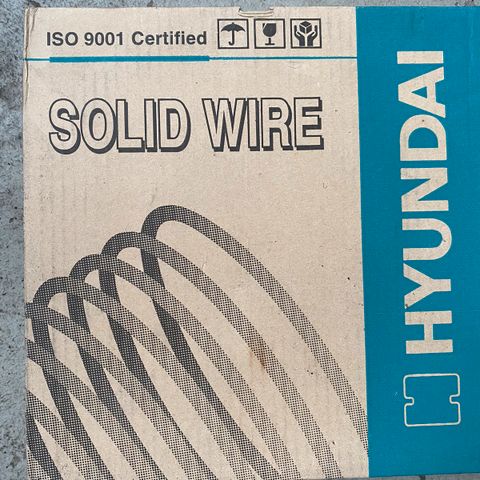 ISO 9001 Certified
SOLID WIRE
HYUNDAI